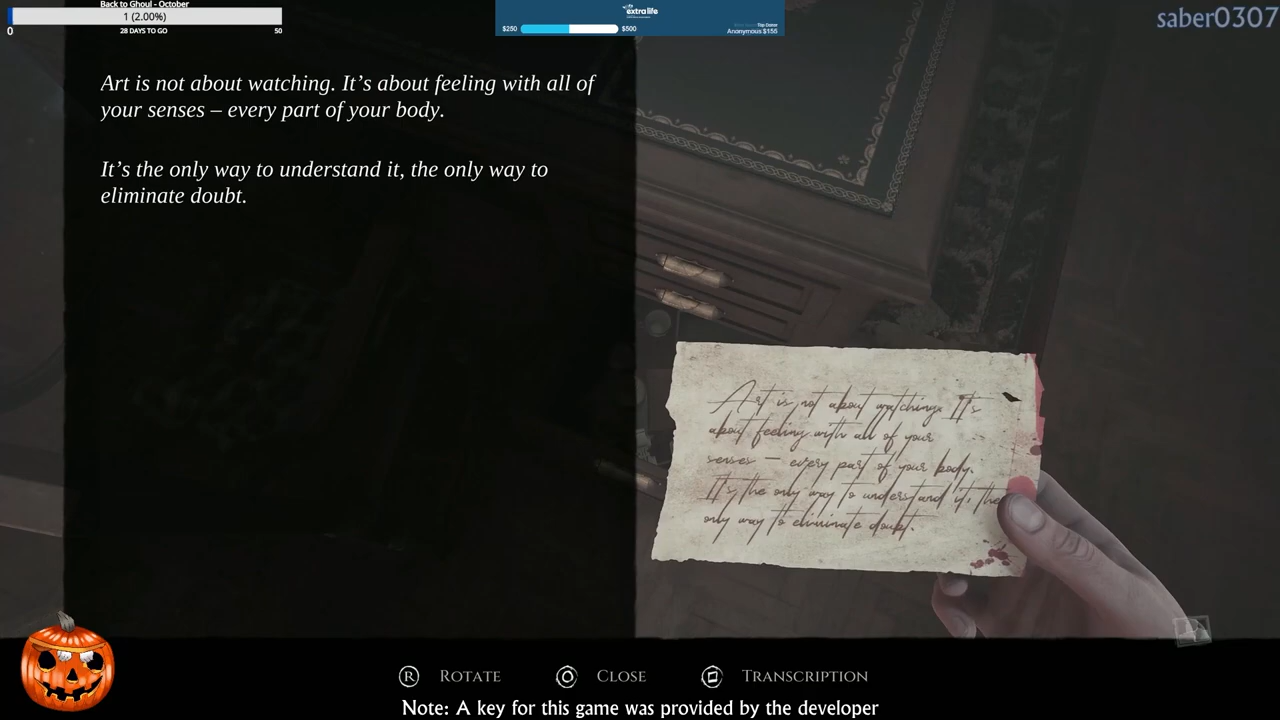 Back to Ghoul - October
1 (2.00%)
0
28 DAYS TO GO
50
extralife
$250
$500
Top Donor
Anonymous $155
saber0307
Art is not about watching. It’s about feeling with all of
your senses – every part of your body.
It’s the only way to understand it, the only way to
eliminate doubt.
Art is not about watching. It's
about feeling with all of your
senses – every part of your body.
It's the only way to understand it, the
only way to eliminate doubt.
R ROTATE
CLOSE
TRANSCRIPTION
Note: A key for this game was provided by the developer